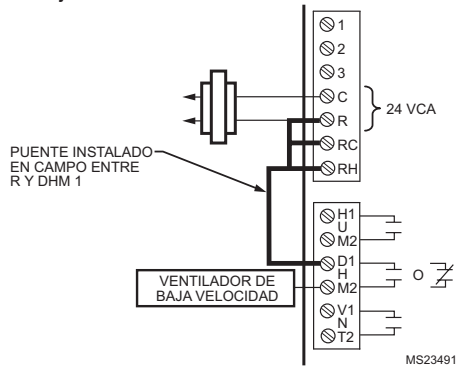 1
2
3
C
R
24 VCA
RC
RH
PUENTE INSTALADO
EN CAMPO ENTRE
R Y DHM 1
H1
U
M2
D1
H
O
M2
VENTILADOR DE
BAJA VELOCIDAD
V1
N
T2
MS23491